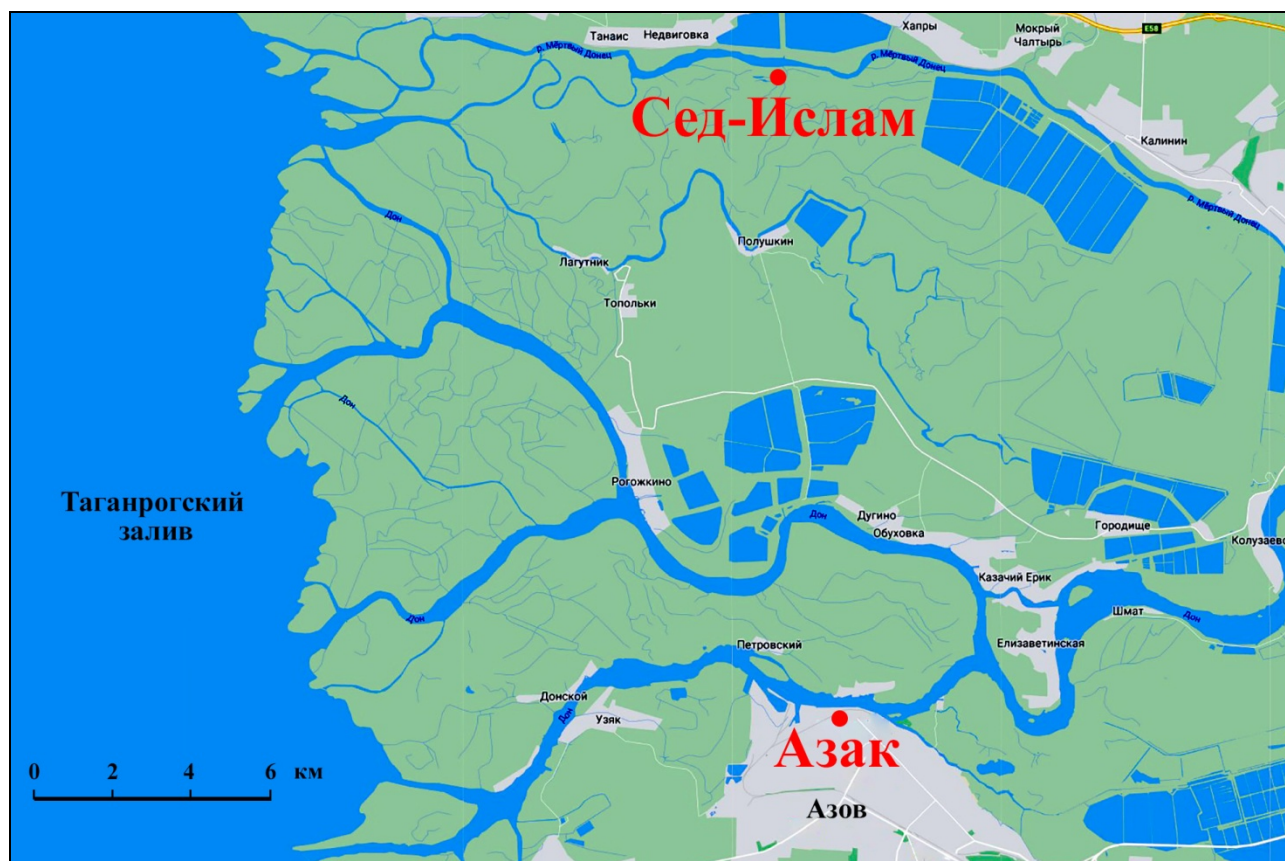 Танаис
Недвиговка
Хапры
Мокрый
Чалтырь
E58
р. Мёртвый Донец
р. Мёртвый Донец
Сед-Ислам
Калинин
р. Мёртвый Донец
Дон
Полушкин
Лагутник
Топольки
Дон
Таганрогский
залив
Рогожкино
Дон
Дугино
Обуховка
Городище
Колузаево
Казачий Ерик
Шмат
Дон
Дон
Петровский
Елизаветинская
Донской
Узяк
Дон
Азак
Азов
0 2 4 6 км